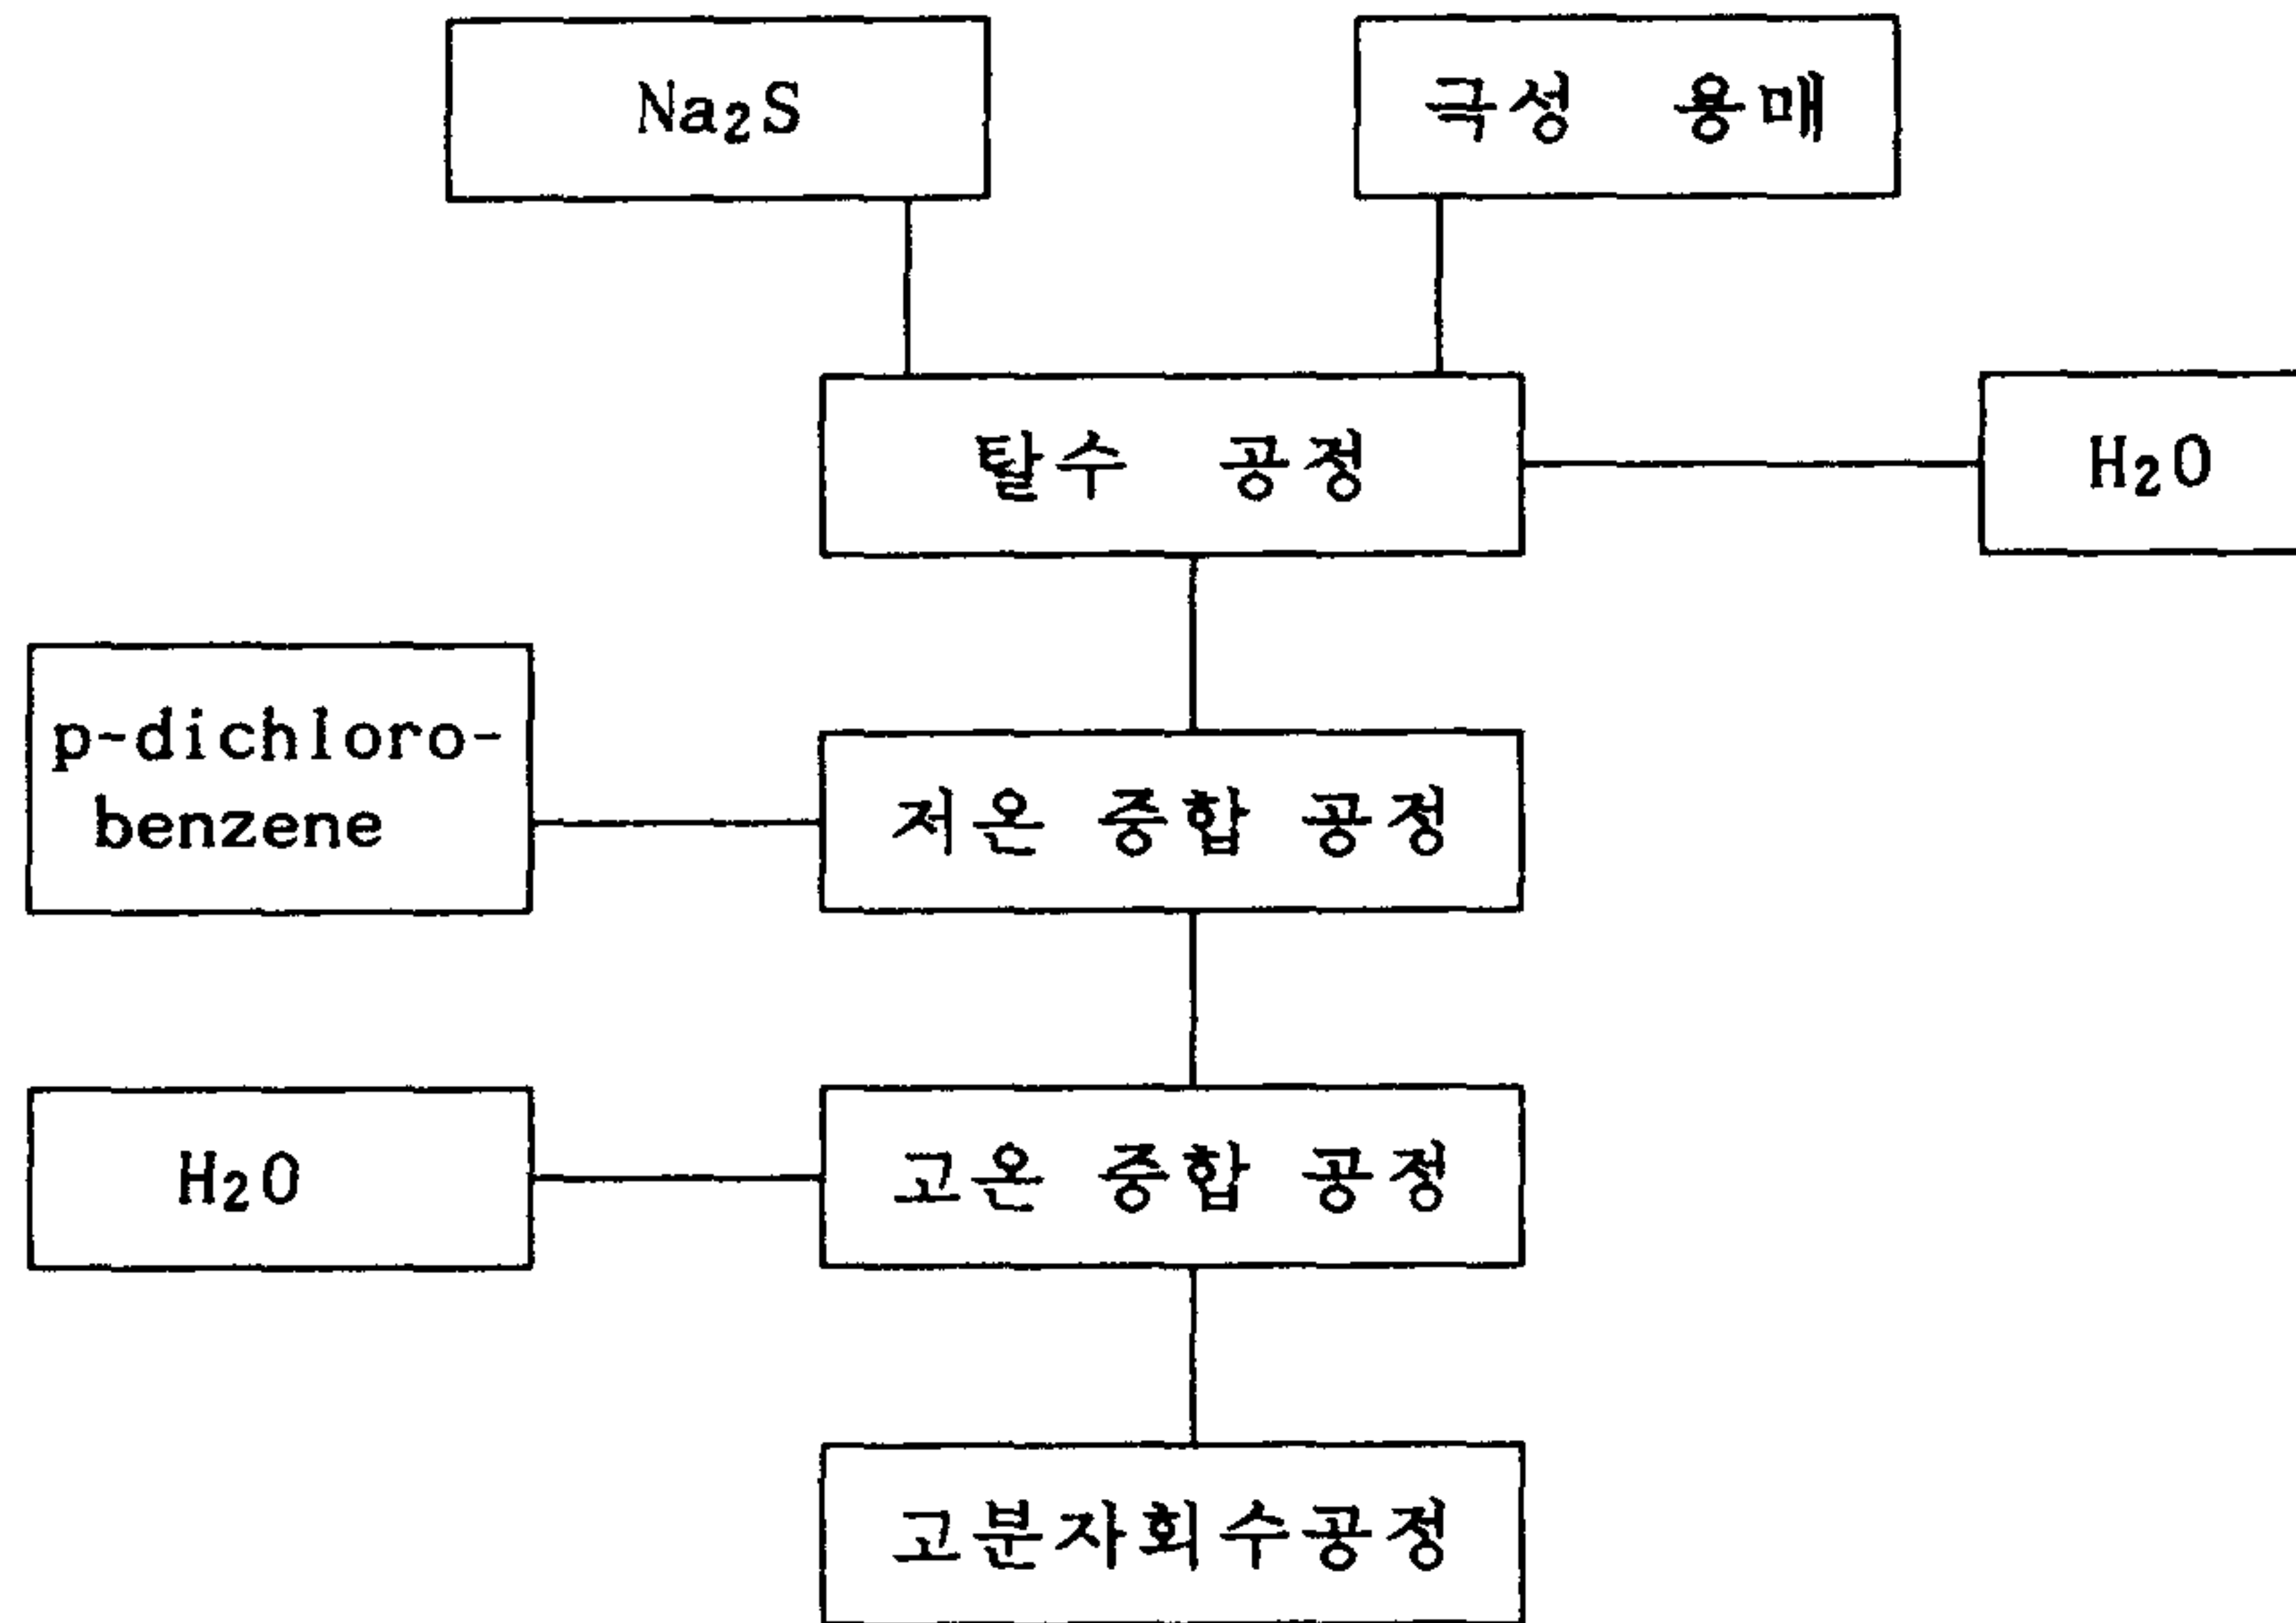 Na₂S
극성 용매
탈수 공정
H₂O
p-dichloro-
benzene
저온 중합 공정
H₂O
고온 중합 공정
고분자회수공정